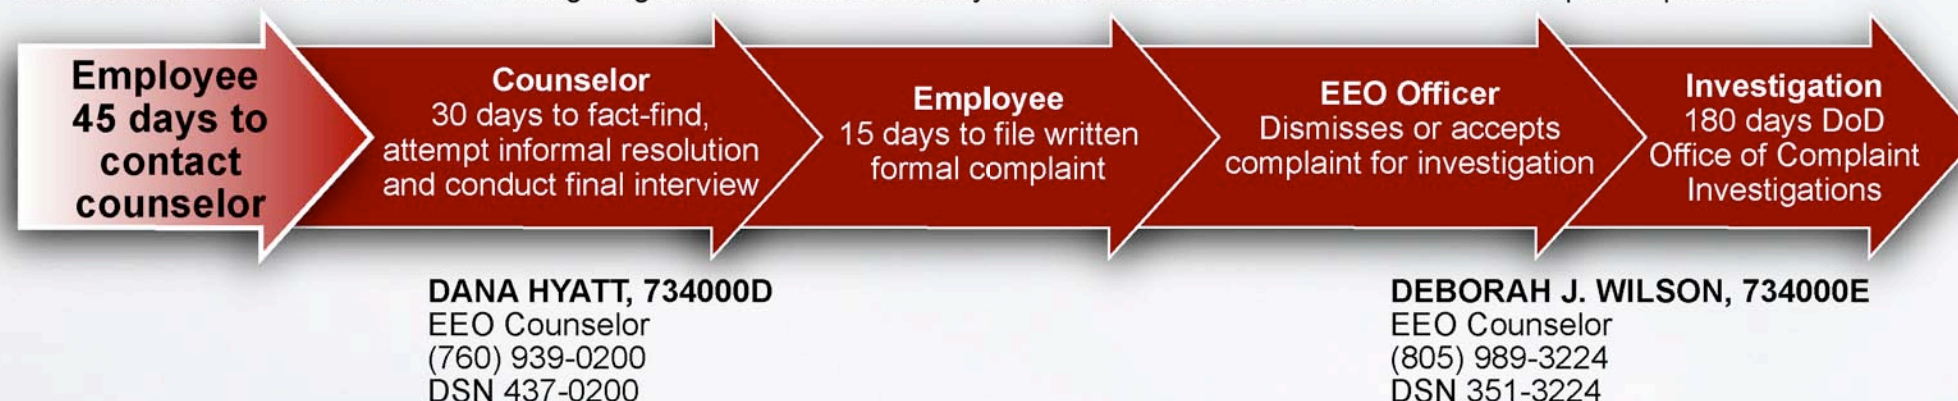 Employee
45 days to
contact
counselor
Counselor
30 days to fact-find,
attempt informal resolution
and conduct final interview
Employee
15 days to file written
formal complaint
EEO Officer
Dismisses or accepts
complaint for investigation
Investigation
180 days DoD
Office of Complaint
Investigations
DANA HYATT, 734000D
EEO Counselor
(760) 939-0200
DSN 437-0200
DEBORAH J. WILSON, 734000E
EEO Counselor
(805) 989-3224
DSN 351-3224